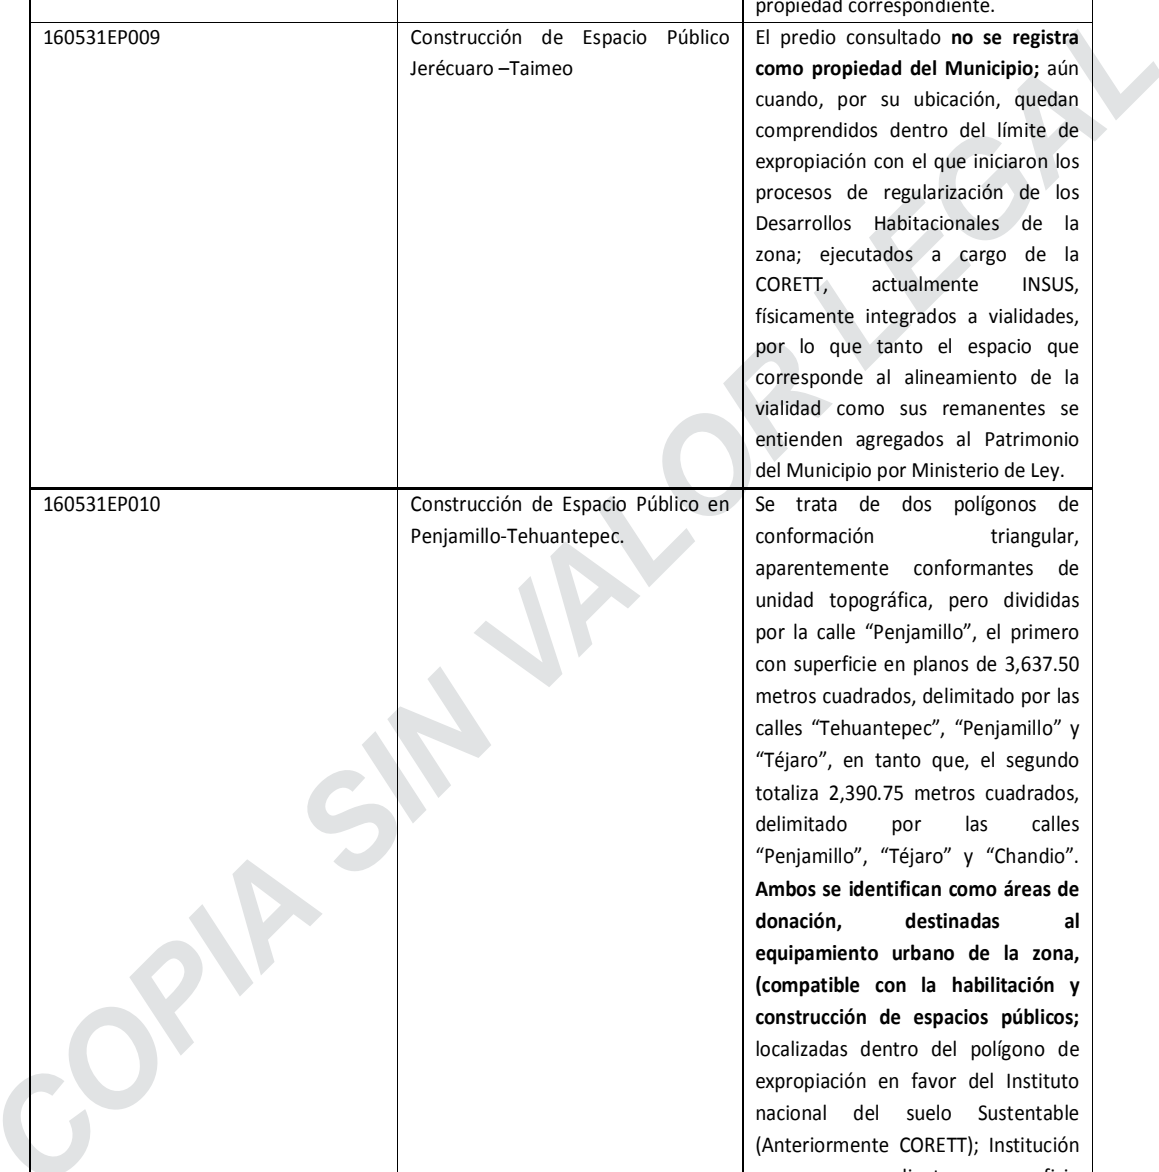 propiedad correspondiente.
160531EP009
Construcción de Espacio Público
Jerécuaro –Taimeo
El predio consultado no se registra
como propiedad del Municipio; aún
cuando, por su ubicación, quedan
comprendidos dentro del límite de
expropiación con el que iniciaron los
procesos de regularización de los
Desarrollos Habitacionales de la
zona; ejecutados a cargo de la
CORETT, actualmente INSUS,
físicamente integrados a vialidades,
por lo que tanto el espacio que
corresponde al alineamiento de la
vialidad como sus remanentes se
entienden agregados al Patrimonio
del Municipio por Ministerio de Ley.
160531EP010
Construcción de Espacio Público en
Penjamillo-Tehuantepec.
Se trata de dos polígonos de
conformación triangular,
aparentemente conformantes de
unidad topográfica, pero divididas
por la calle “Penjamillo”, el primero
con superficie en planos de 3,637.50
metros cuadrados, delimitado por las
calles “Tehuantepec”, “Penjamillo” y
“Téjaro”, en tanto que, el segundo
totaliza 2,390.75 metros cuadrados,
delimitado por las calles
“Penjamillo”, “Téjaro” y “Chandio”.
Ambos se identifican como áreas de
donación, destinadas al
equipamiento urbano de la zona,
(compatible con la habilitación y
construcción de espacios públicos;
localizadas dentro del polígono de
expropiación en favor del Instituto
nacional del suelo Sustentable
(Anteriormente CORETT); Institución
COPIA SIN VALOR LEGAL